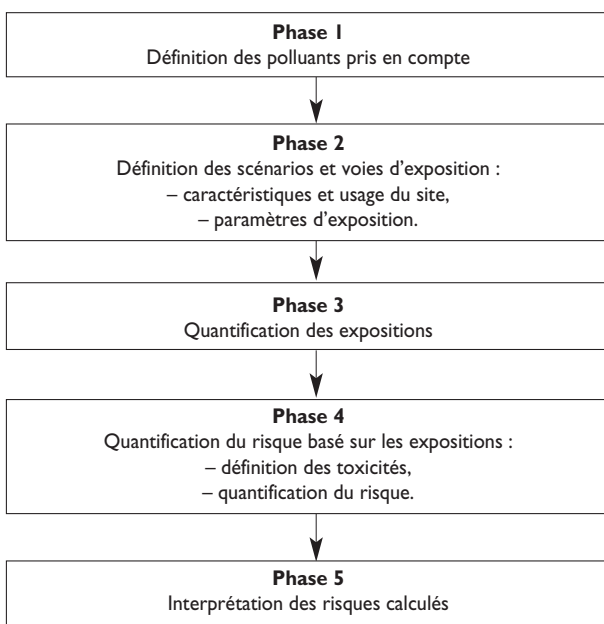 Phase 1
Définition des polluants pris en compte
Phase 2
Définition des scénarios et voies d'exposition :
– caractéristiques et usage du site,
– paramètres d'exposition.
Phase 3
Quantification des expositions
Phase 4
Quantification du risque basé sur les expositions :
– définition des toxicités,
– quantification du risque.
Phase 5
Interprétation des risques calculés